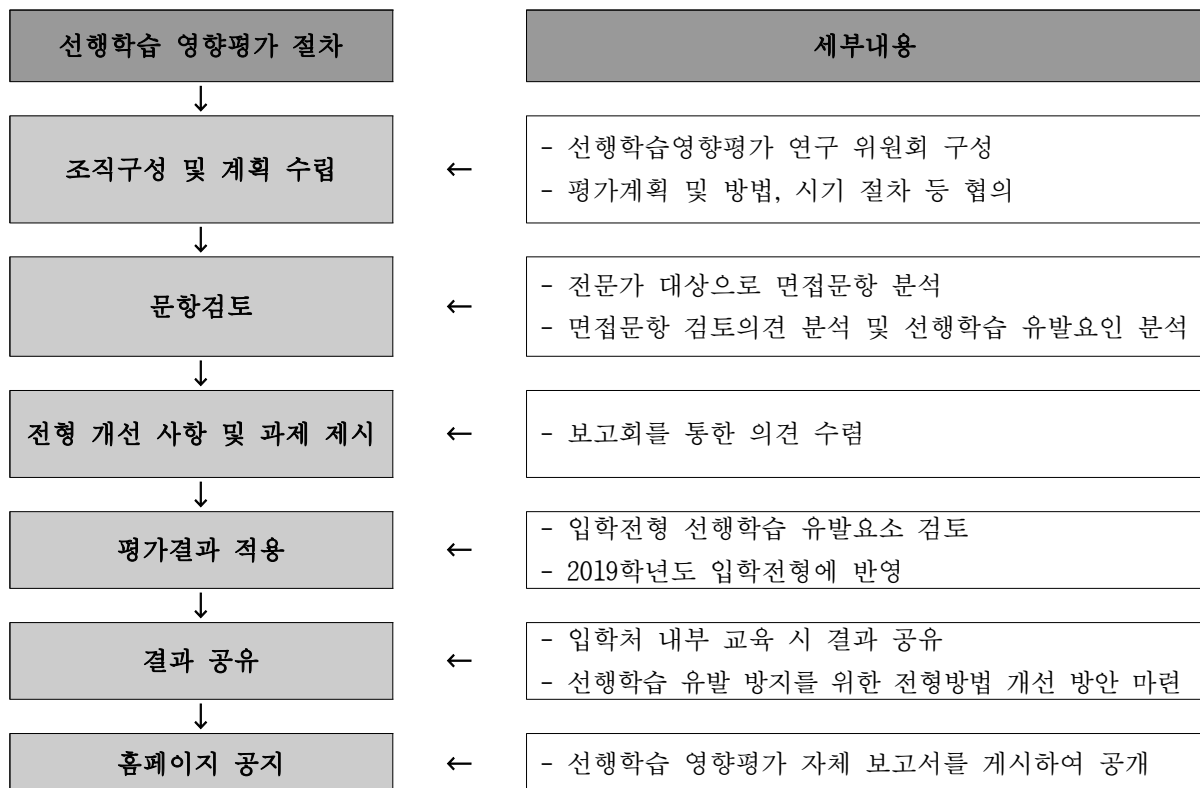 선행학습 영향평가 절차
세부내용
↓
조직구성 및 계획 수립
←
- 선행학습영향평가 연구 위원회 구성
- 평가계획 및 방법, 시기 절차 등 협의
↓
문항검토
←
- 전문가 대상으로 면접문항 분석
- 면접문항 검토의견 분석 및 선행학습 유발요인 분석
↓
전형 개선 사항 및 과제 제시
←
- 보고회를 통한 의견 수렴
↓
평가결과 적용
←
- 입학전형 선행학습 유발요소 검토
- 2019학년도 입학전형에 반영
↓
결과 공유
←
- 입학처 내부 교육 시 결과 공유
- 선행학습 유발 방지를 위한 전형방법 개선 방안 마련
↓
홈페이지 공지
←
- 선행학습 영향평가 자체 보고서를 게시하여 공개